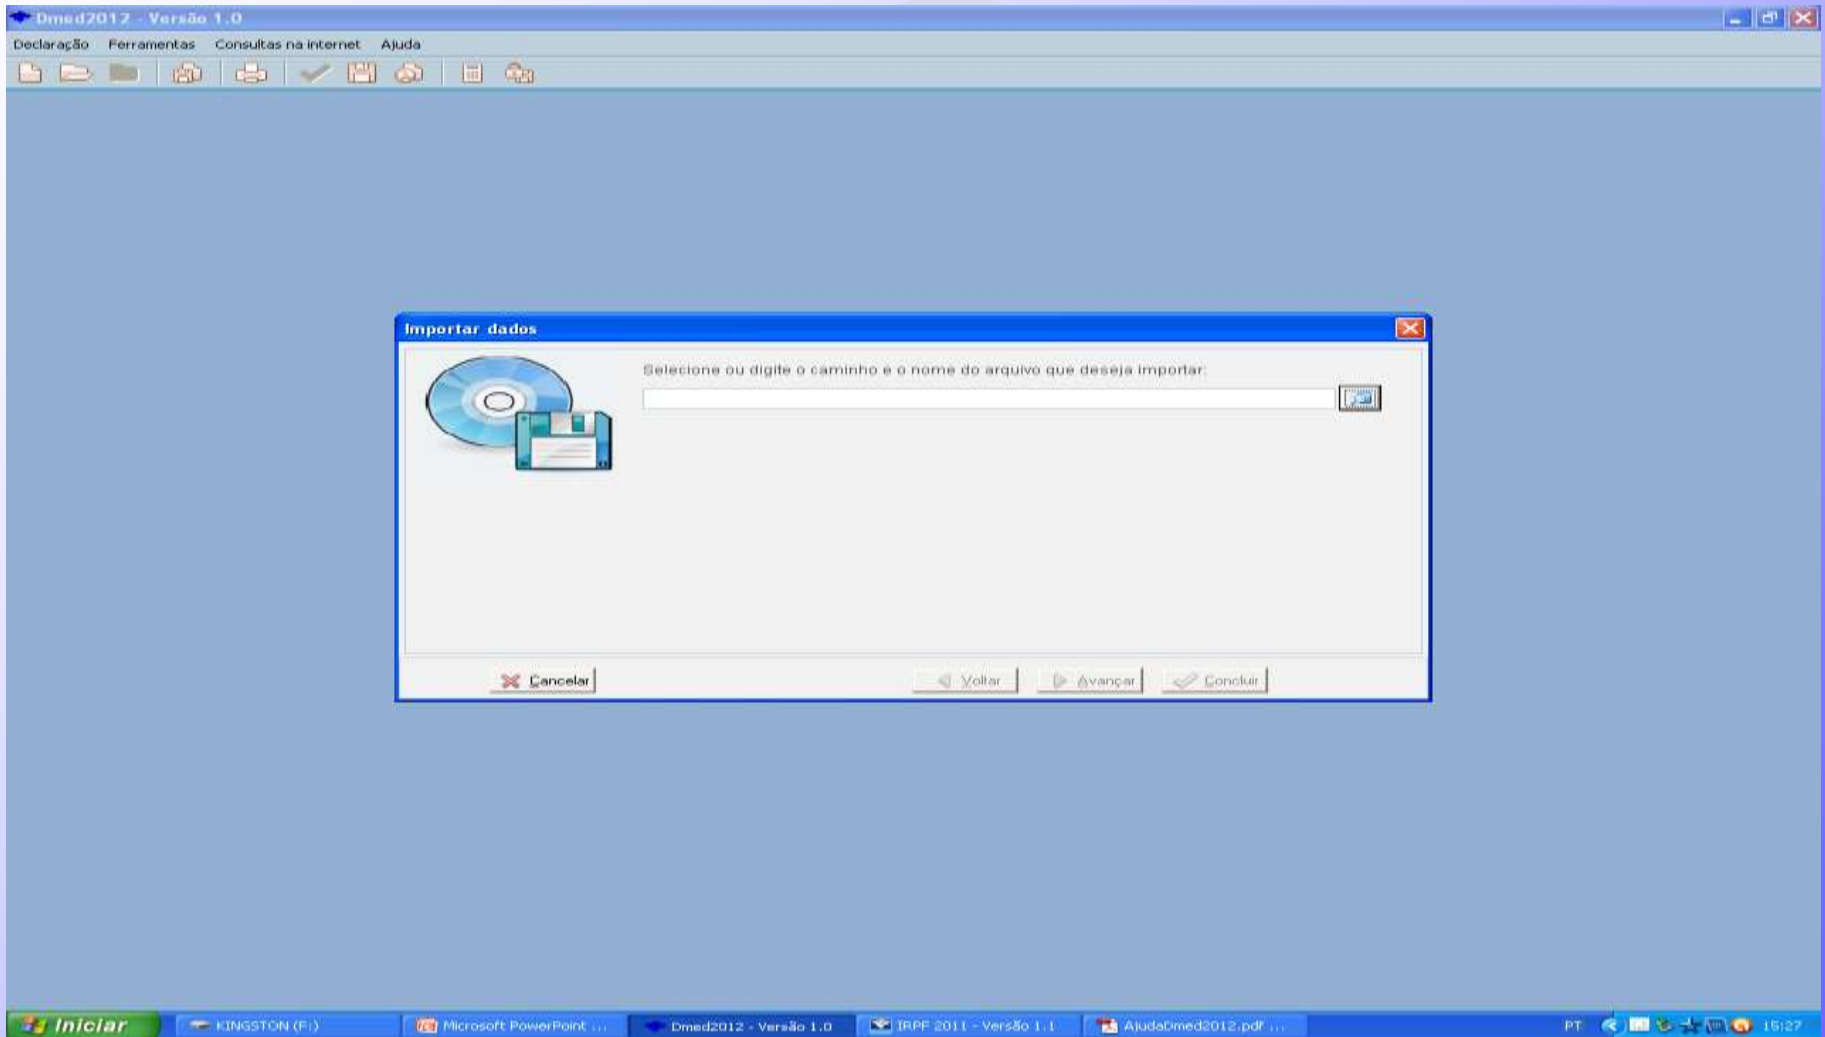 Dmed2012 - Versão 1.0
Declaração Ferramentas Consultas na internet Ajuda
Importar dados
Selecione ou digite o caminho e o nome do arquivo que deseja importar:
Cancelar Voltar Avançar Concluir
Iniciar KINGSTON (F:) Microsoft PowerPoint ... Dmed2012 - Versão 1.0 IRPF 2011 - Versão 1.1 AjudaDmed2012.pdf ... PT 15:27